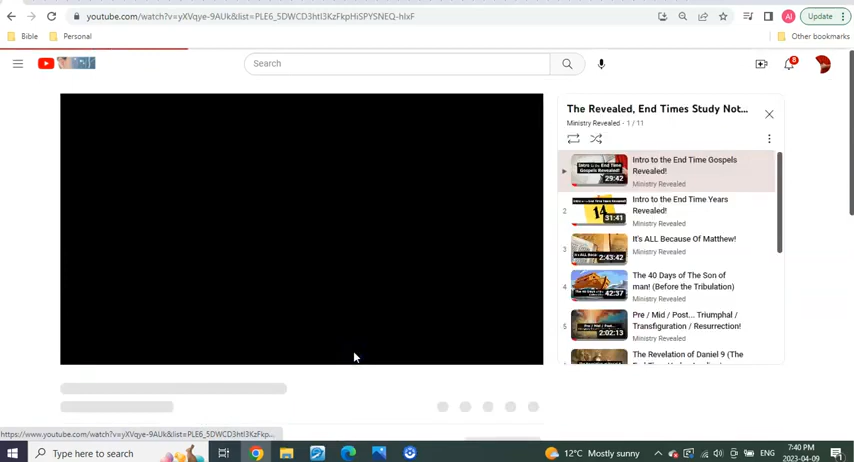 youtube.com/watch?v=yXVqye-9AUk&list=PLE6_5DWCD3htI3KzFkpHiSPYSNEQ-hlxF
AI
Update
Bible
Personal
Other bookmarks
Search
8
The Revealed, End Times Study Not...
Ministry Revealed - 1 / 11
Intro to the End Time Gospels
Revealed!
Ministry Revealed
29:42
2
Intro to the End Time Years
Revealed!
Ministry Revealed
14
31:41
3
It's ALL Because Of Matthew!
Ministry Revealed
2:43:42
4
The 40 Days of The Son of
man! (Before the Tribulation)
Ministry Revealed
42:37
5
Pre / Mid / Post... Triumphal /
Transfiguration / Resurrection!
Ministry Revealed
2:02:13
The Revelation of Daniel 9 (The
https://www.youtube.com/watch?v=yXVqye-9AUk&list=PLE6_5DWCD3htI3KzFkp...
Type here to search
12°C Mostly sunny
ENG
7:40 PM
2023-04-09